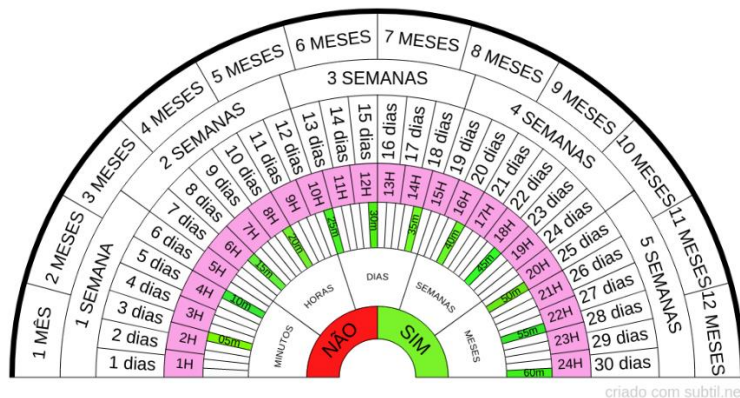 1 MÊS
2 MESES
3 MESES
4 MESES
5 MESES
6 MESES
7 MESES
8 MESES
9 MESES
10 MESES
11 MESES
12 MESES
1 SEMANA
2 SEMANAS
3 SEMANAS
4 SEMANAS
5 SEMANAS
1 dias
2 dias
3 dias
4 dias
5 dias
6 dias
7 dias
8 dias
9 dias
10 dias
11 dias
12 dias
13 dias
14 dias
15 dias
16 dias
17 dias
18 dias
19 dias
20 dias
21 dias
22 dias
23 dias
24 dias
25 dias
26 dias
27 dias
28 dias
29 dias
30 dias
1H
2H
3H
4H
5H
6H
7H
8H
9H
10H
11H
12H
13H
14H
15H
16H
17H
18H
19H
20H
21H
22H
23H
24H
05m
10m
15m
20m
25m
30m
35m
40m
45m
50m
55m
60m
MINUTOS
HORAS
DIAS
SEMANAS
MESES
NÃO
SIM
criado com subtil.ne